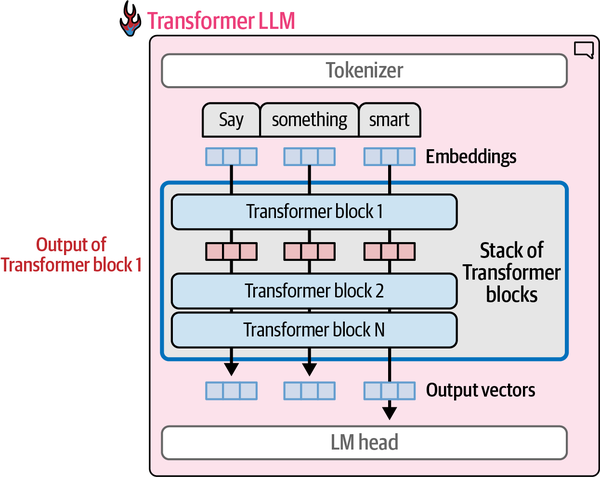 Transformer LLM
Tokenizer
Say something smart
Embeddings
Transformer block 1
Output of
Transformer block 1
Stack of
Transformer
blocks
Transformer block 2
Transformer block N
Output vectors
LM head